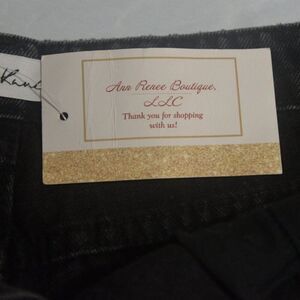 Ann Renee Boutique,
LLC
Thank you for shopping
with us!